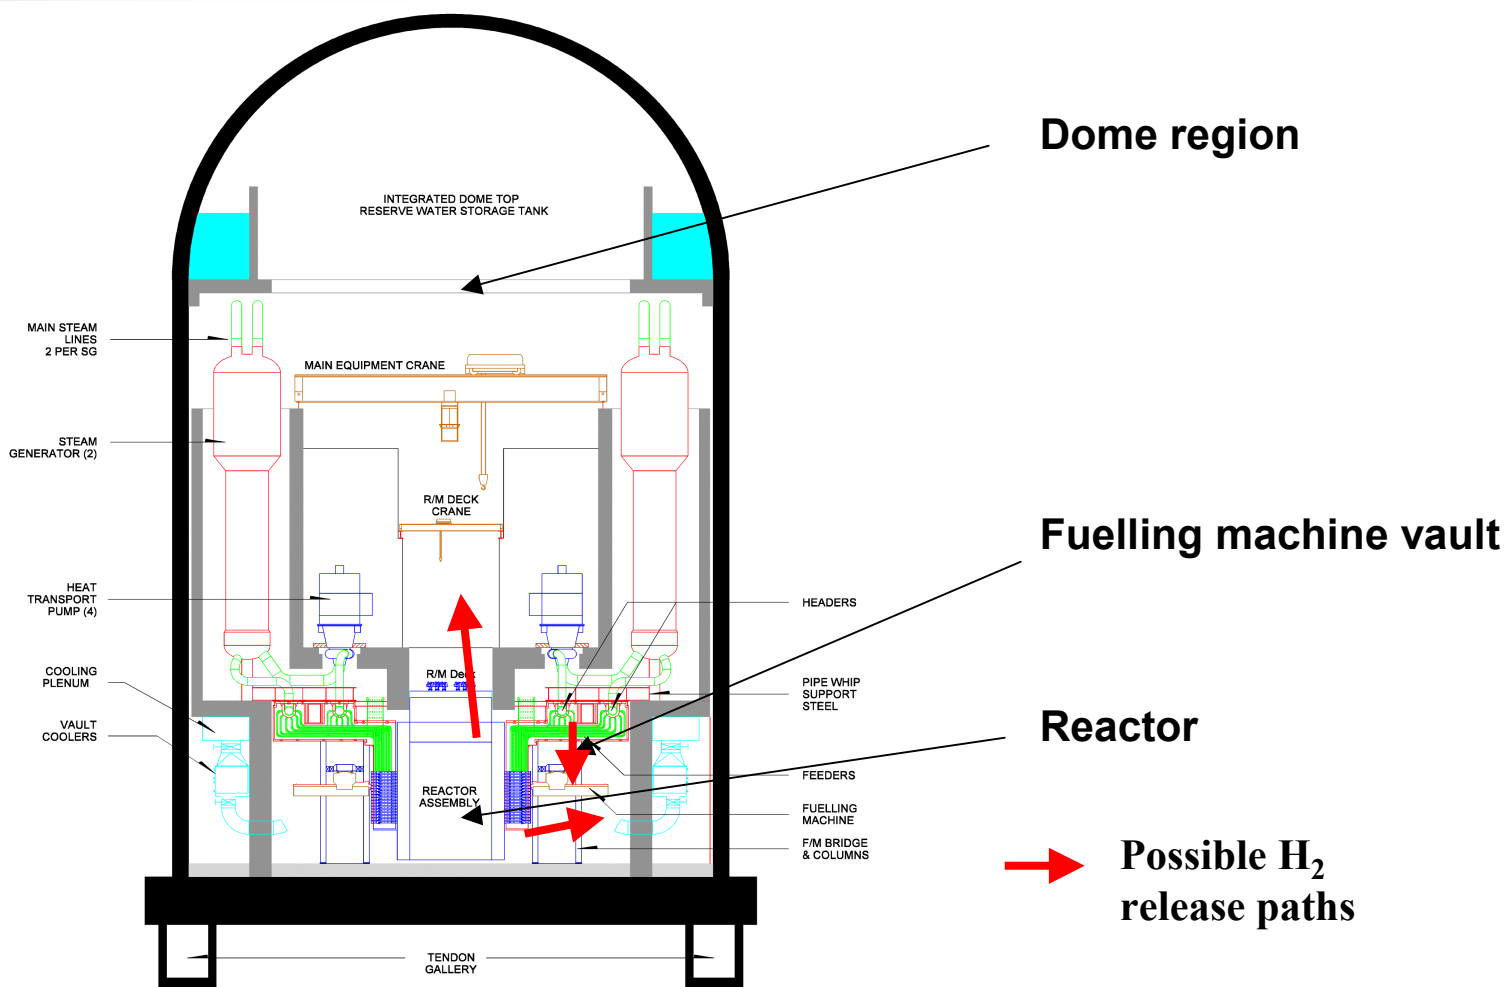 Dome region
INTEGRATED DOME TOP
RESERVE WATER STORAGE TANK
MAIN STEAM
LINES
2 PER SG
MAIN EQUIPMENT CRANE
STEAM
GENERATOR (2)
R/M DECK
CRANE
Fuelling machine vault
HEAT
TRANSPORT
PUMP (4)
HEADERS
COOLING
PLENUM
R/M Deck
PIPE WHIP
SUPPORT
STEEL
VAULT
COOLERS
Reactor
REACTOR
ASSEMBLY
FEEDERS
FUELLING
MACHINE
F/M BRIDGE
& COLUMNS
Possible H₂
release paths
TENDON
GALLERY